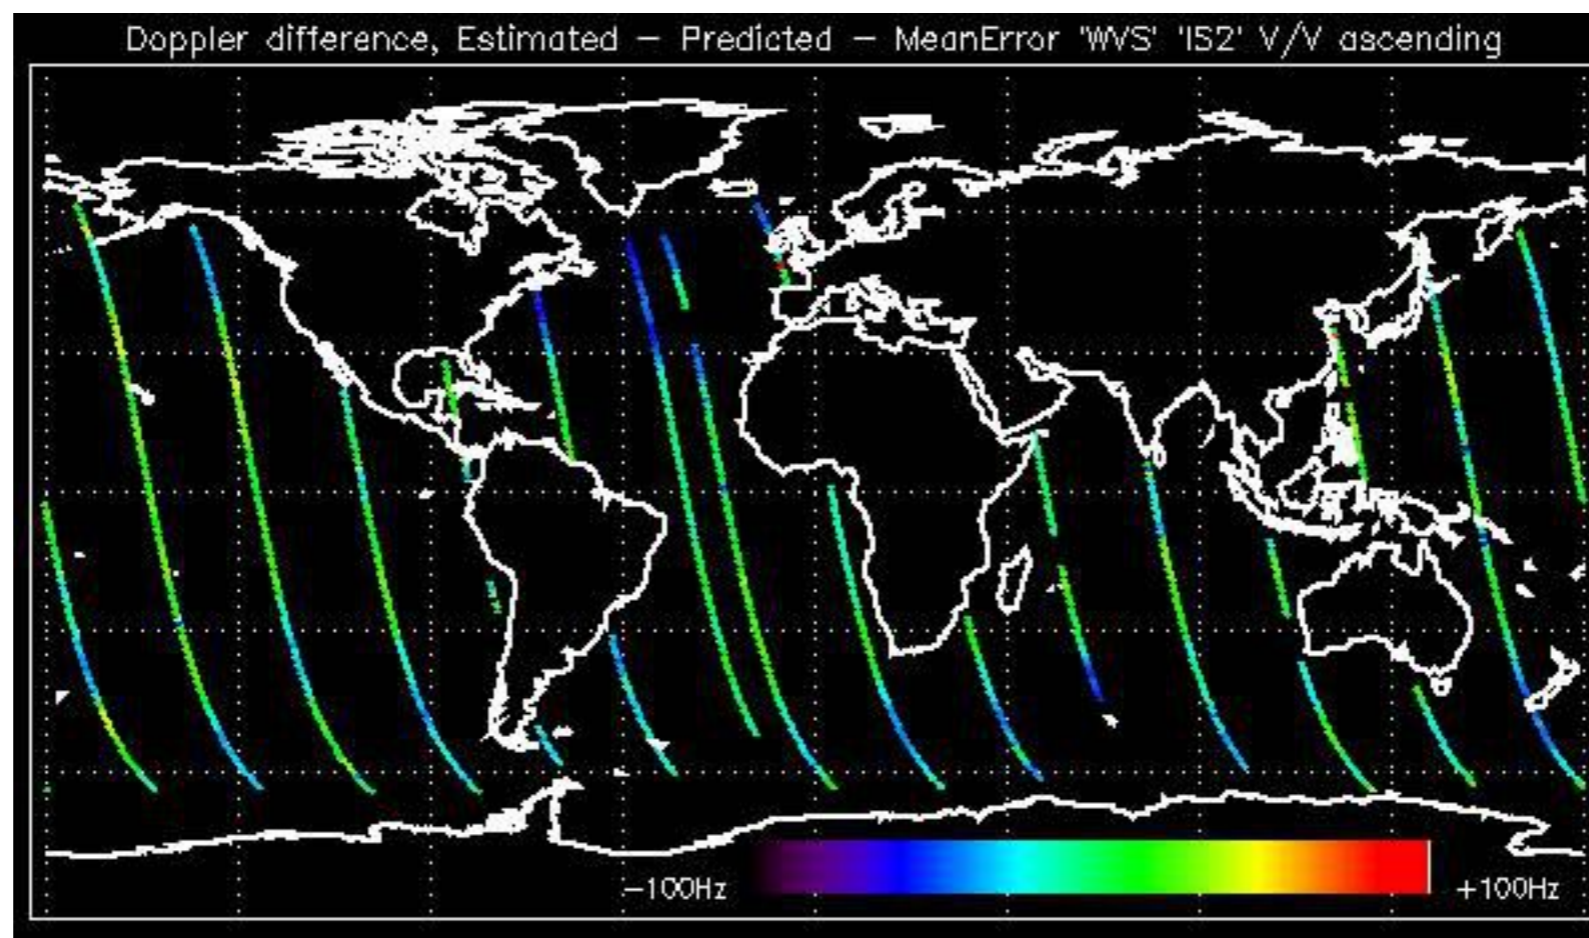 Doppler difference, Estimated − Predicted − MeanError 'WVS' 'IS2' V/V ascending
−100Hz
+100Hz